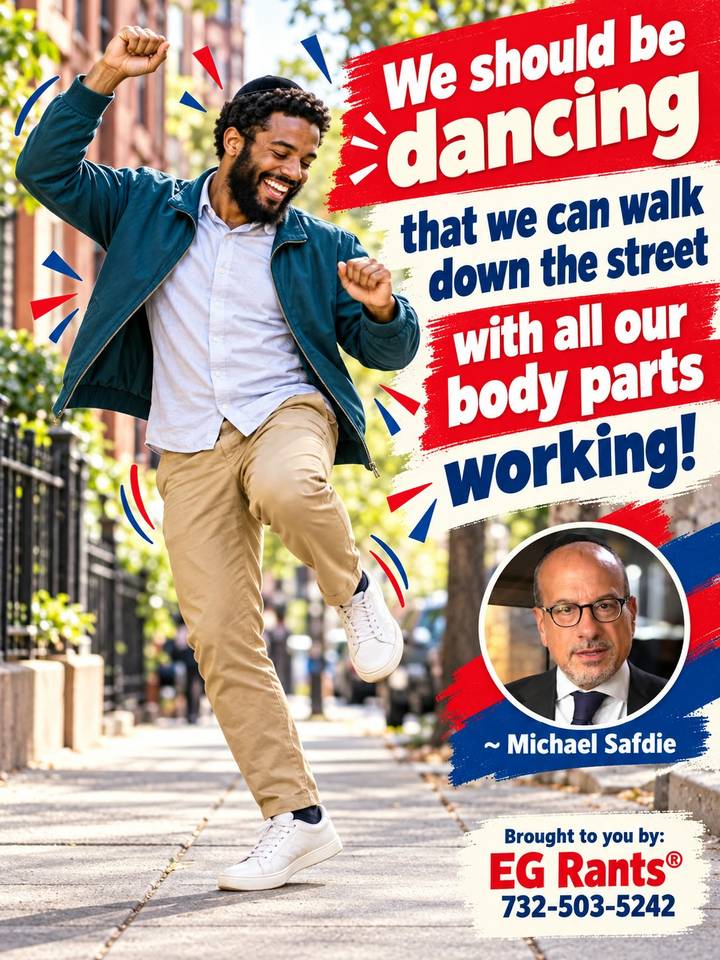 We should be
dancing
that we can walk
down the street
with all our
body parts
working!
~ Michael Safdie
Brought to you by:
EG Rants®
732-503-5242